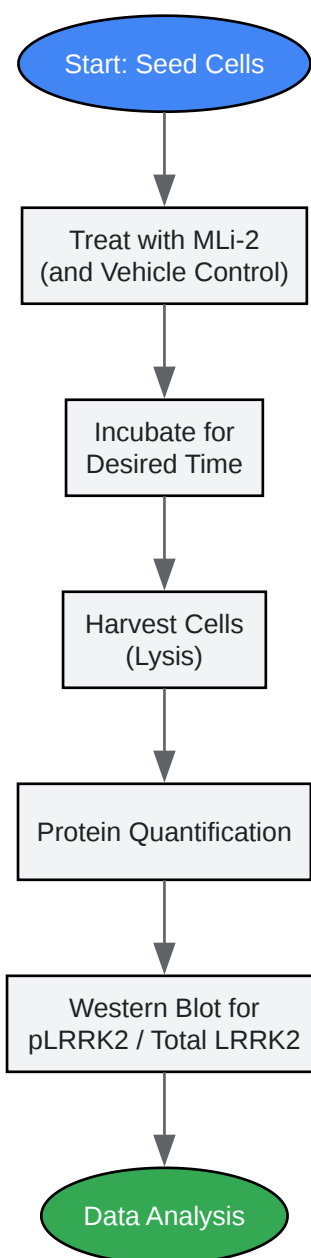 Start: Seed Cells
Treat with MLi-2
(and Vehicle Control)
Incubate for
Desired Time
Harvest Cells
(Lysis)
Protein Quantification
Western Blot for
pLRRK2 / Total LRRK2
Data Analysis